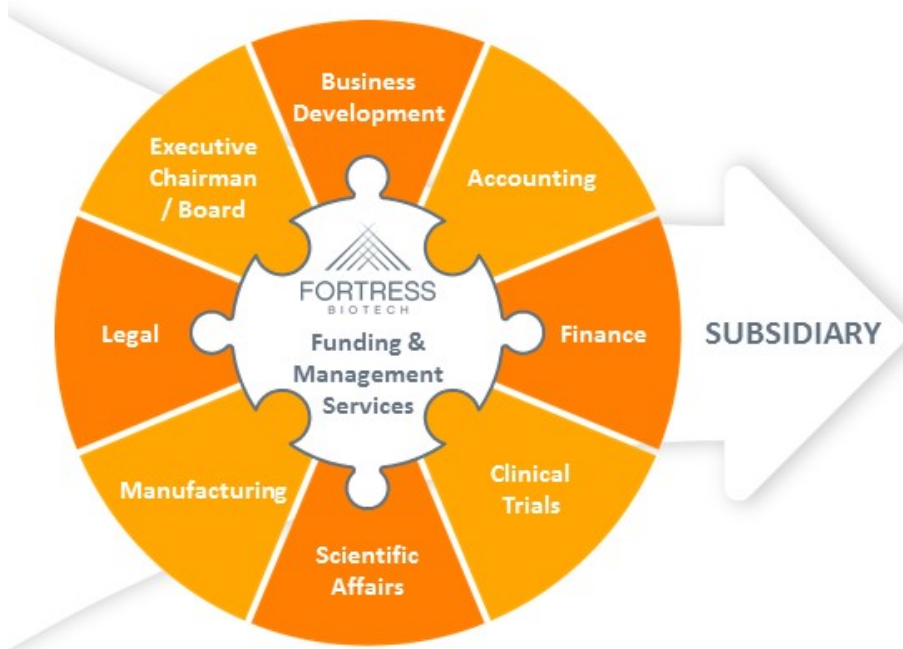 Business
Development
Accounting
Finance
Clinical
Trials
Scientific
Affairs
Manufacturing
Legal
Executive
Chairman
/ Board
FORTRESS
BIOTECH
Funding &
Management
Services
SUBSIDIARY